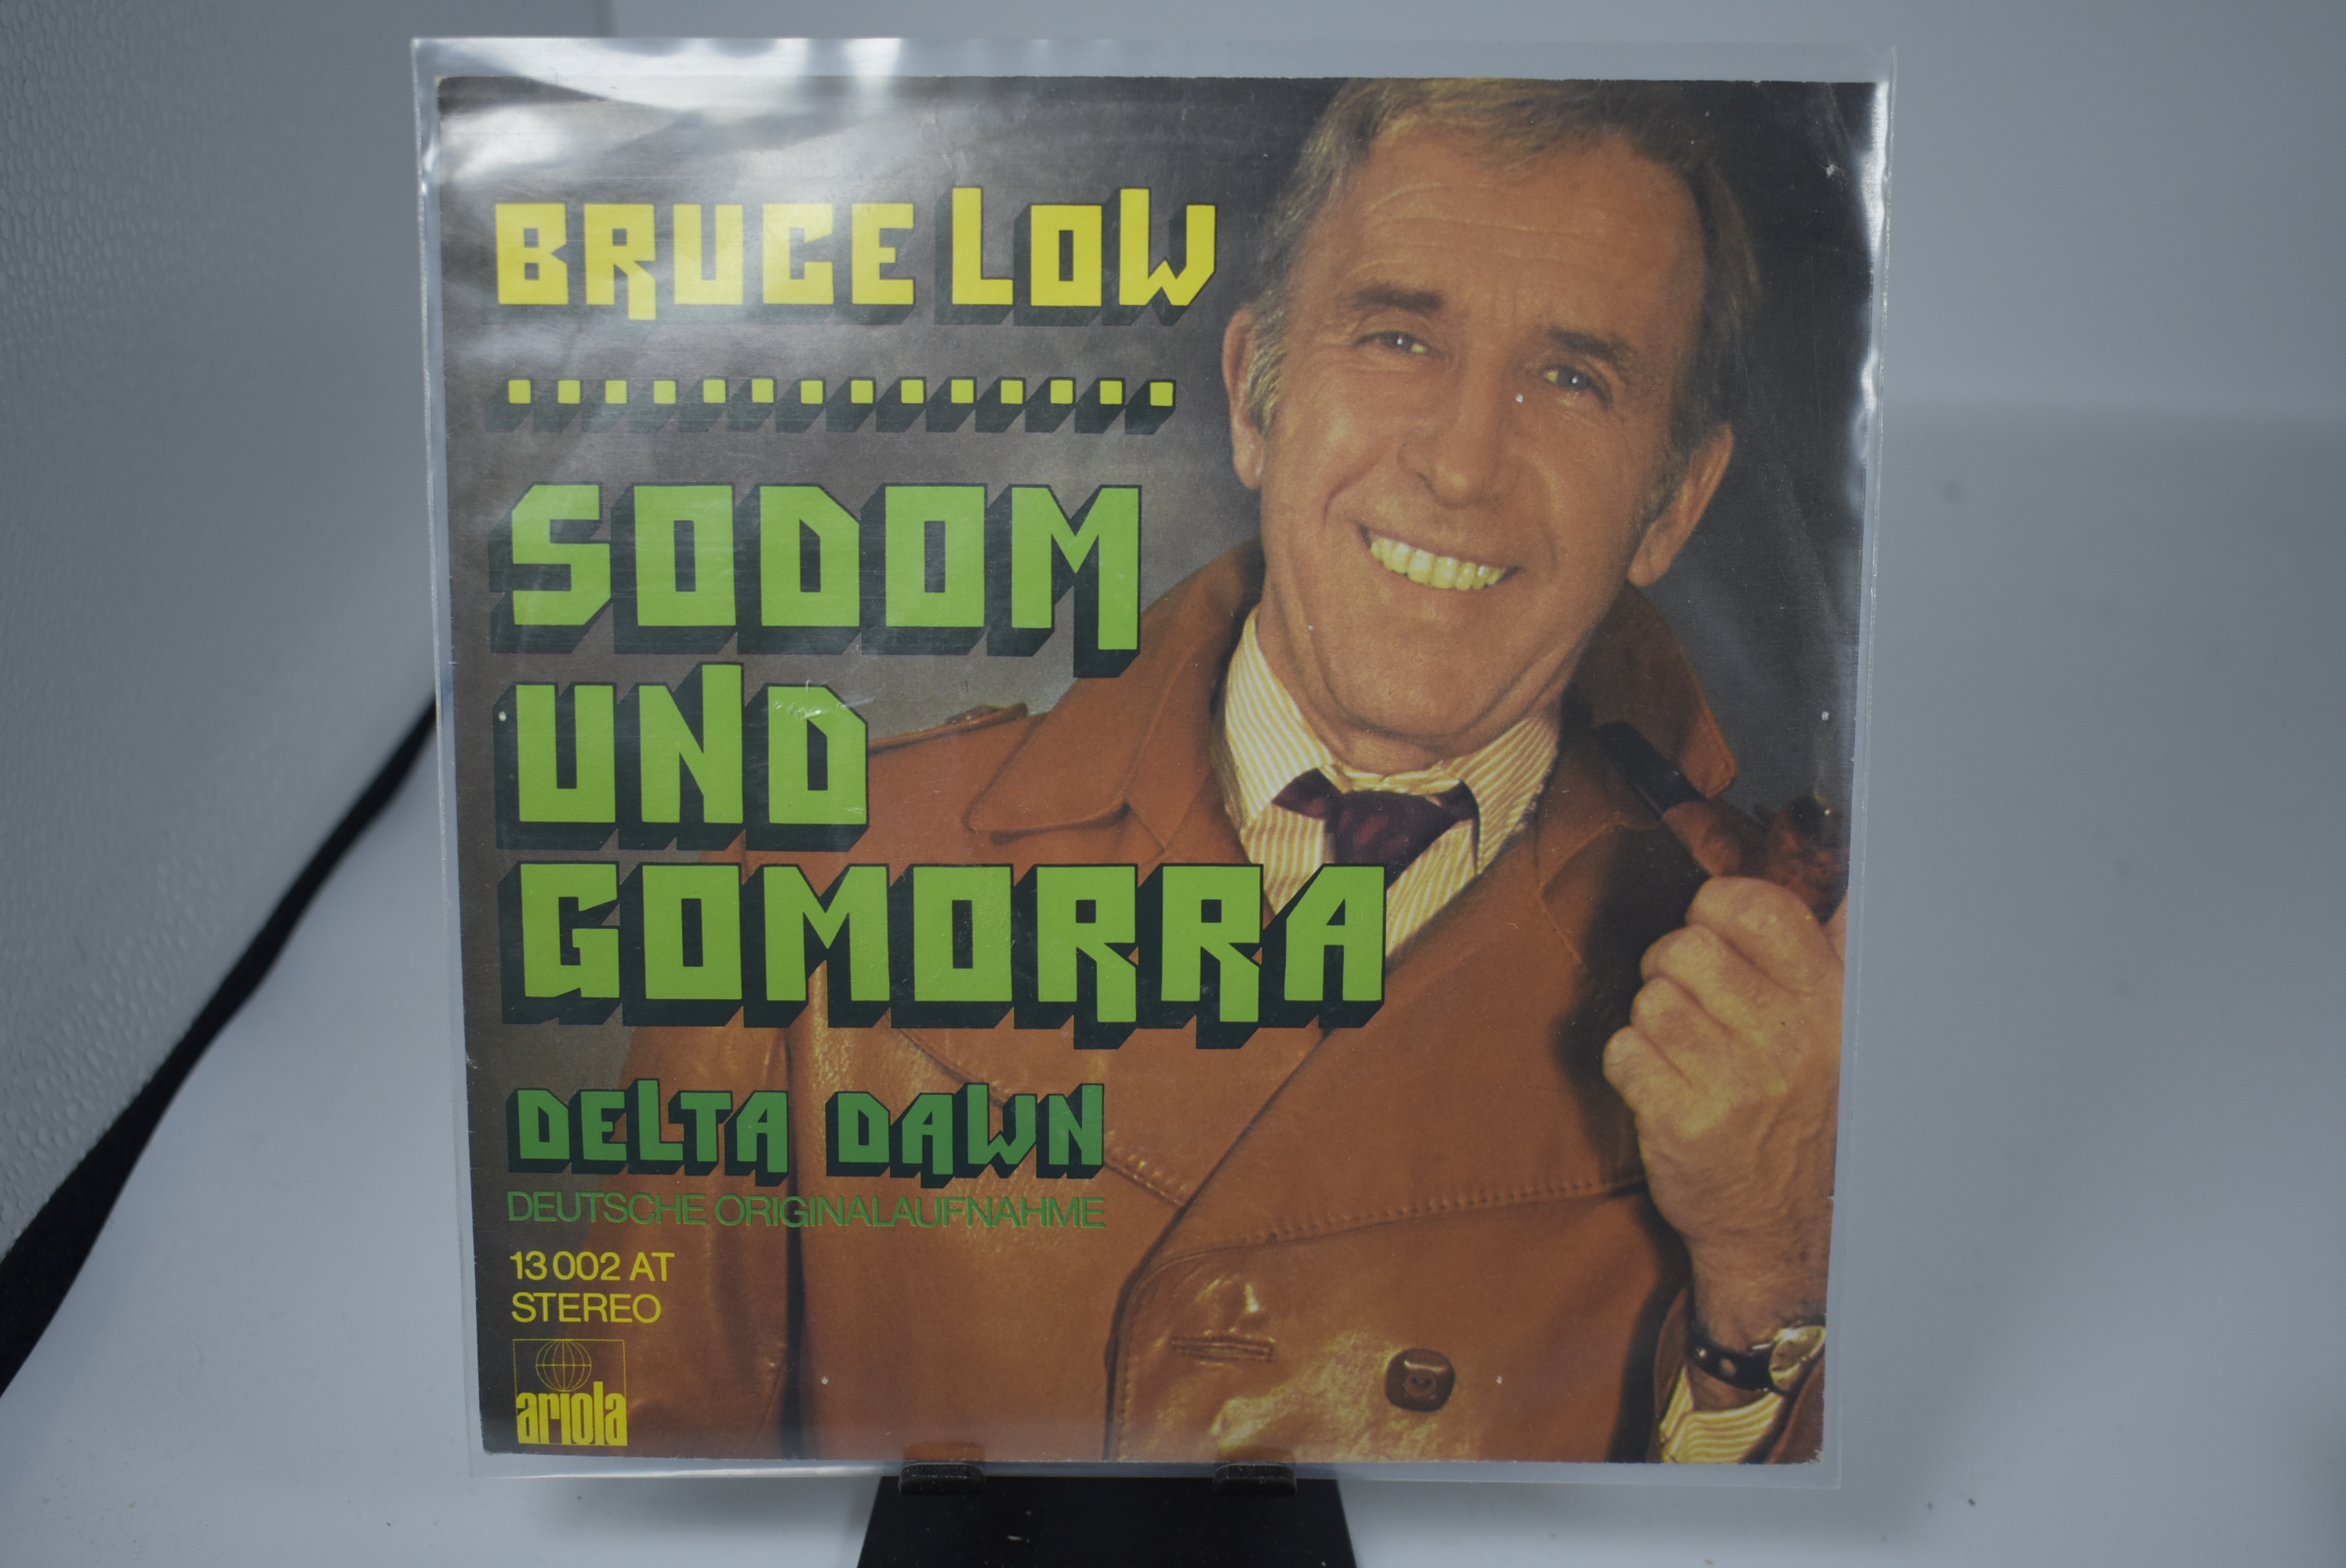 BRUCE LOW
SODOM
UND
GOMORRA
DELTA DAWN
DEUTSCHE ORIGINALAUFNAHME
13 002 AT
STEREO
ariola